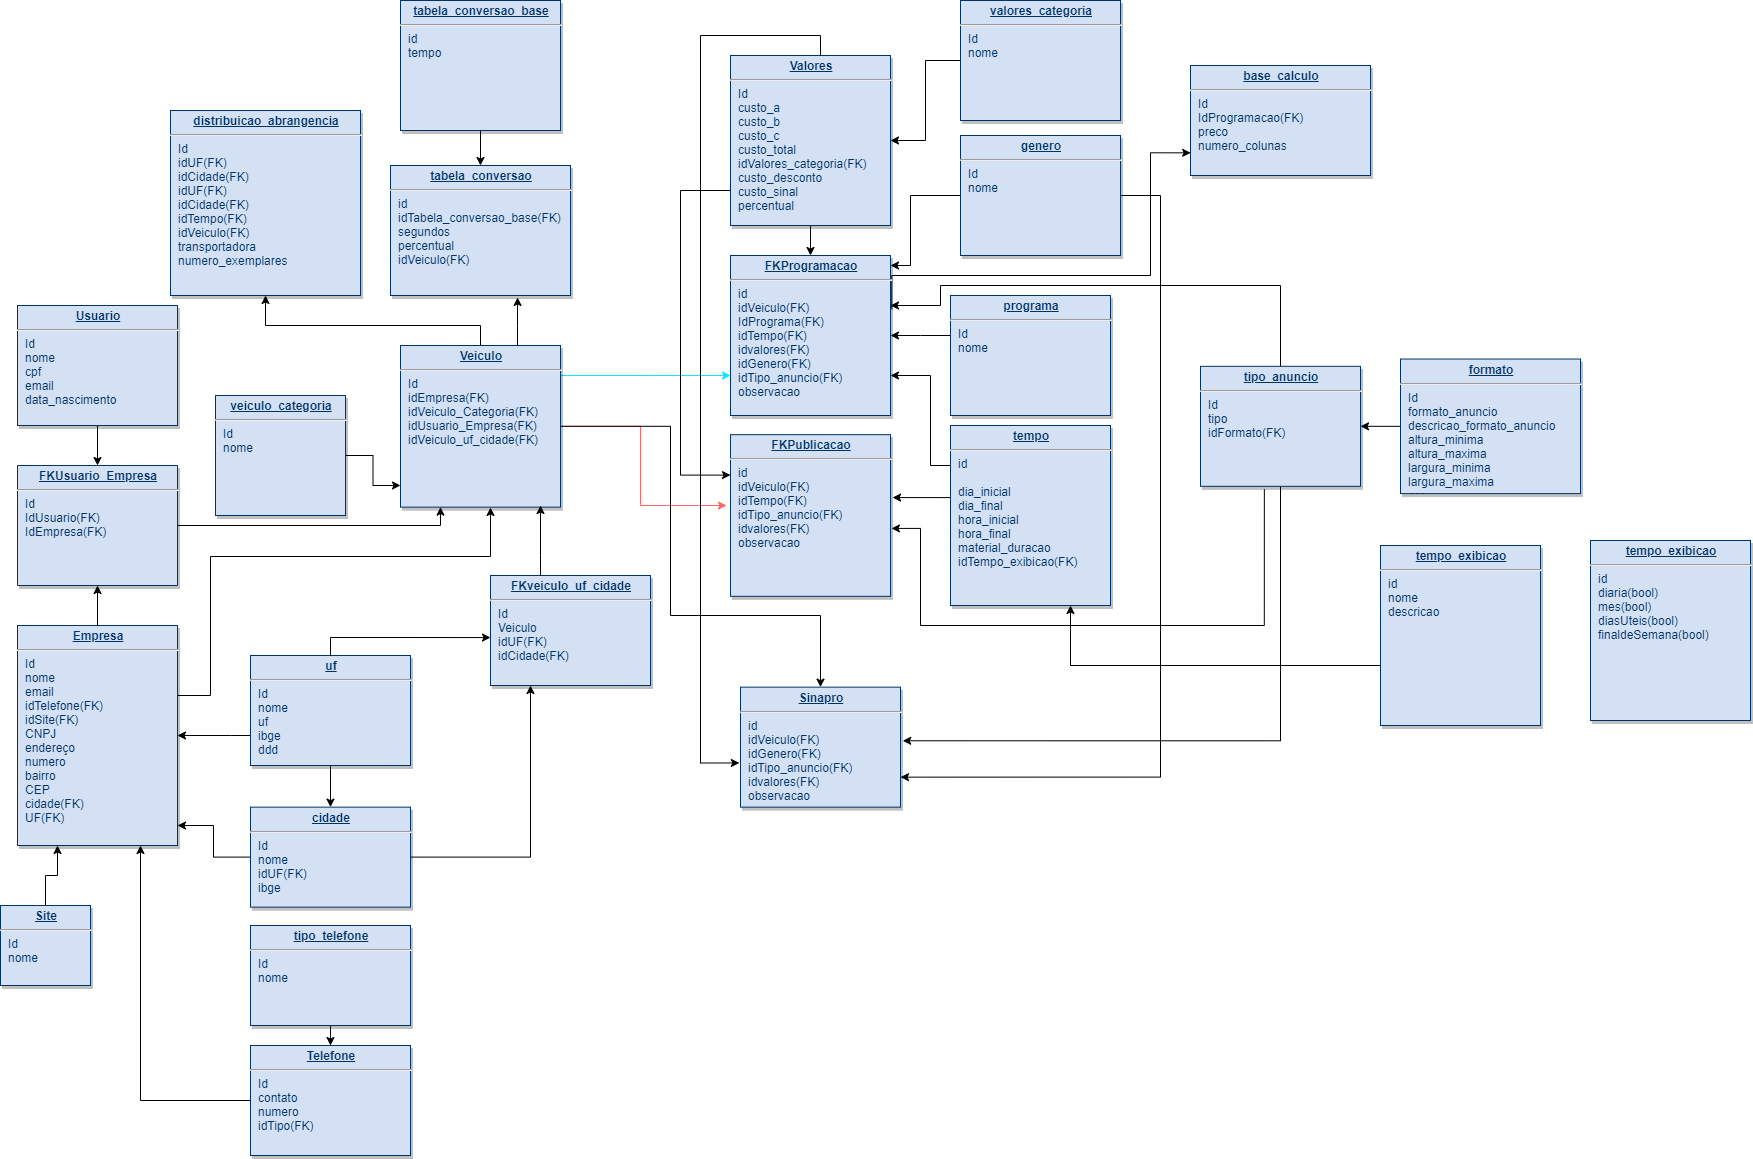 tabela_conversao_base
id
tempo
valores_categoria
Id
nome
Valores
Id
custo_a
custo_b
custo_c
custo_total
idValores_categoria(FK)
custo_desconto
custo_sinal
percentual
base_calculo
Id
IdProgramacao(FK)
preco
numero_colunas
distribuicao_abrangencia
Id
idUF(FK)
idCidade(FK)
idUF(FK)
idCidade(FK)
idTempo(FK)
idVeiculo(FK)
transportadora
numero_exemplares
genero
Id
nome
tabela_conversao
id
idTabela_conversao_base(FK)
segundos
percentual
idVeiculo(FK)
FKProgramacao
id
idVeiculo(FK)
IdPrograma(FK)
idTempo(FK)
idvalores(FK)
idGenero(FK)
idTipo_anuncio(FK)
observacao
programa
Id
nome
Usuario
Id
nome
cpf
email
data_nascimento
Veiculo
Id
idEmpresa(FK)
idVeiculo_Categoria(FK)
idUsuario_Empresa(FK)
idVeiculo_uf_cidade(FK)
tipo_anuncio
Id
tipo
idFormato(FK)
formato
Id
formato_anuncio
descricao_formato_anuncio
altura_minima
altura_maxima
largura_minima
largura_maxima
veiculo_categoria
Id
nome
FKPublicacao
id
idVeiculo(FK)
idTempo(FK)
idTipo_anuncio(FK)
idvalores(FK)
observacao
tempo
id
dia_inicial
dia_final
hora_inicial
hora_final
material_duracao
idTempo_exibicao(FK)
FKUsuario_Empresa
Id
IdUsuario(FK)
IdEmpresa(FK)
tempo_exibicao
id
nome
descricao
tempo_exibicao
id
diaria(bool)
mes(bool)
diasUteis(bool)
finaldeSemana(bool)
FKveiculo_uf_cidade
Id
Veiculo
idUF(FK)
idCidade(FK)
Empresa
Id
nome
email
idTelefone(FK)
idSite(FK)
CNPJ
endereço
numero
bairro
CEP
cidade(FK)
UF(FK)
uf
Id
nome
uf
ibge
ddd
Sinapro
id
idVeiculo(FK)
idGenero(FK)
idTipo_anuncio(FK)
idvalores(FK)
observacao
cidade
Id
nome
idUF(FK)
ibge
Site
Id
nome
tipo_telefone
Id
nome
Telefone
Id
contato
numero
idTipo(FK)